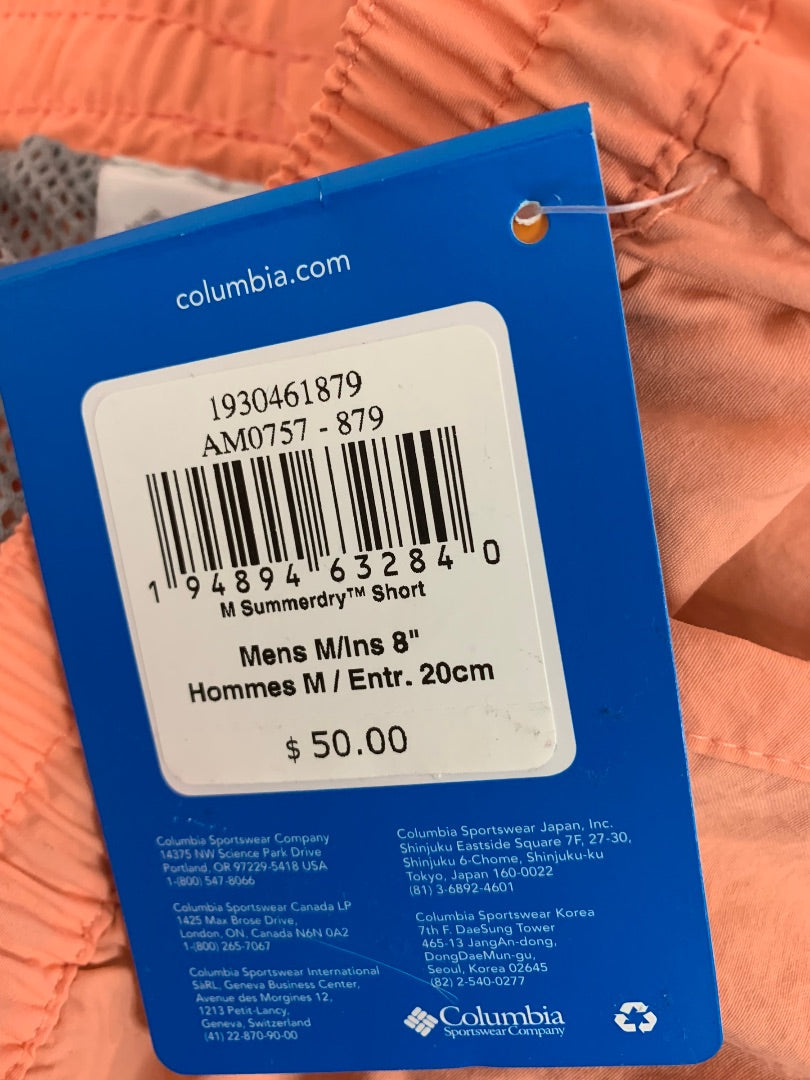 columbia.com
1930461879
AM0757 - 879
1 94894 63284 0
M Summerdry™ Short
Mens M/Ins 8"
Hommes M / Entr. 20cm
$ 50.00
Columbia Sportswear Company
14375 NW Science Park Drive
Portland, OR 97229-5418 USA
1-(800) 547-8066
Columbia Sportswear Canada LP
1425 Max Brose Drive,
London, ON, Canada N6N 0A2
1-(800) 265-7067
Columbia Sportswear International
SàRL, Geneva Business Center,
Avenue des Morgines 12,
1213 Petit-Lancy,
Geneva, Switzerland
(41) 22-870-90-00
Columbia Sportswear Japan, Inc.
Shinjuku Eastside Square 7F, 27-30,
Shinjuku 6-Chome, Shinjuku-ku
Tokyo, Japan 160-0022
(81) 3-6892-4601
Columbia Sportswear Korea
7th F. DaeSung Tower
465-13 JangAn-dong,
DongDaeMun-gu,
Seoul, Korea 02645
(82) 2-540-0277
Columbia
Sportswear Company